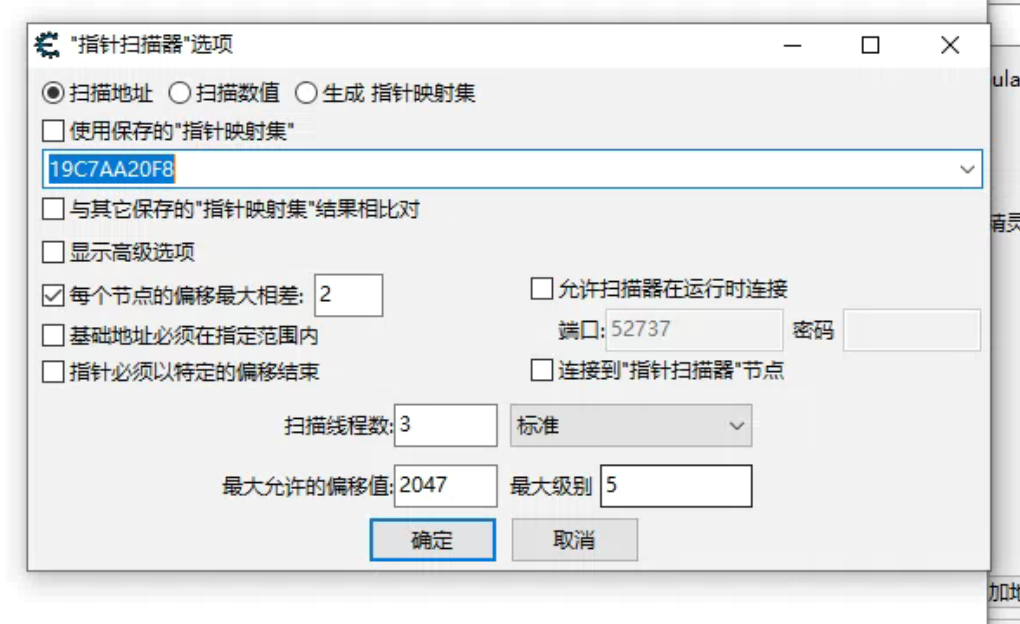 "指针扫描器"选项
扫描地址 扫描数值 生成 指针映射集
使用保存的"指针映射集"
19C7AA20F8
与其它保存的"指针映射集"结果相比对
显示高级选项
每个节点的偏移最大相差: 2
允许扫描器在运行时连接
基础地址必须在指定范围内
端口: 52737 密码
指针必须以特定的偏移结束
连接到"指针扫描器"节点
扫描线程数: 3 标准
最大允许的偏移值: 2047 最大级别 5
确定 取消
ula
精灵
加地